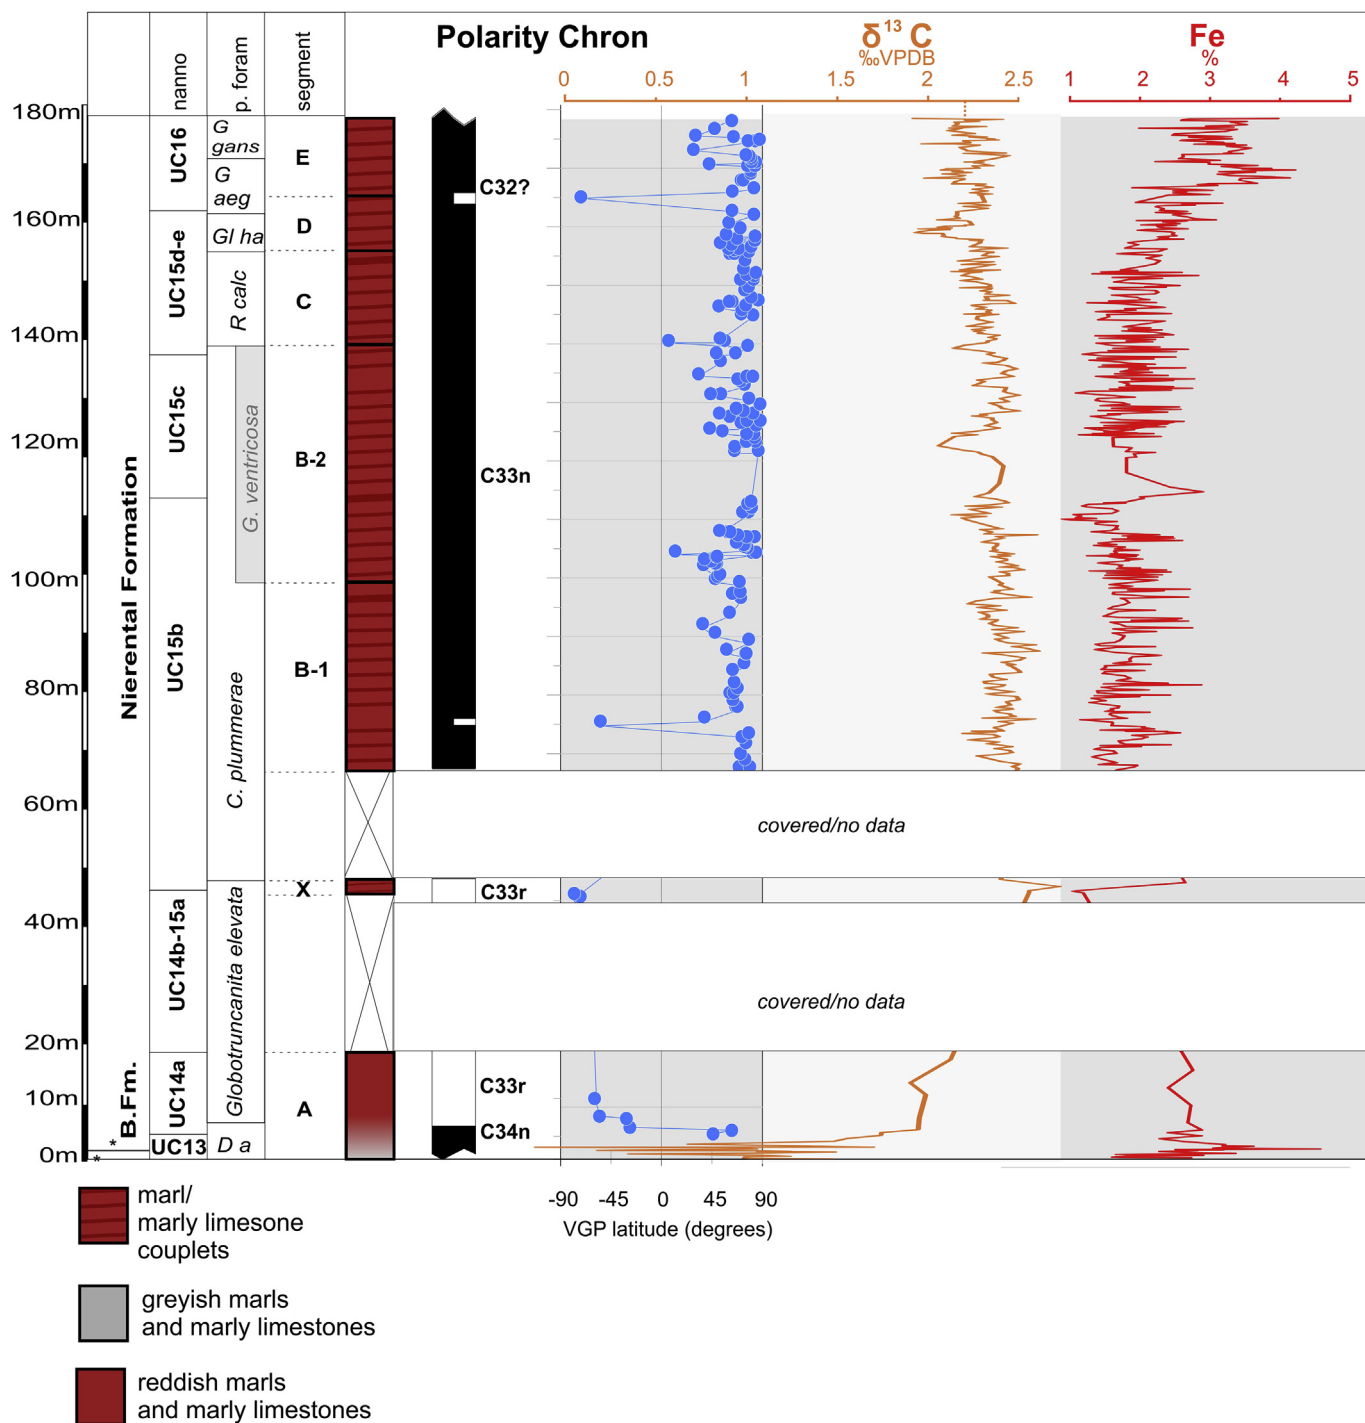 Polarity Chron
δ¹³ C
‰VPDB
Fe
%
nanno
p. foram
segment
0 0.5 1 1.5 2 2.5
1 2 3 4 5
180m
160m
140m
120m
100m
80m
60m
40m
20m
10m
0m
Nierental Formation
B.Fm.
*
*
UC16
UC15d-e
UC15c
UC15b
UC14b-15a
UC14a
UC13
G
gans
G
aeg
Gl ha
R calc
G. ventricosa
C. plummerae
Globotruncanita elevata
D a
E
D
C
B-2
B-1
X
A
C32?
C33n
C33r
C33r
C34n
covered/no data
covered/no data
-90 -45 0 45 90
VGP latitude (degrees)
marl/
marly limesone
couplets
greyish marls
and marly limestones
reddish marls
and marly limestones